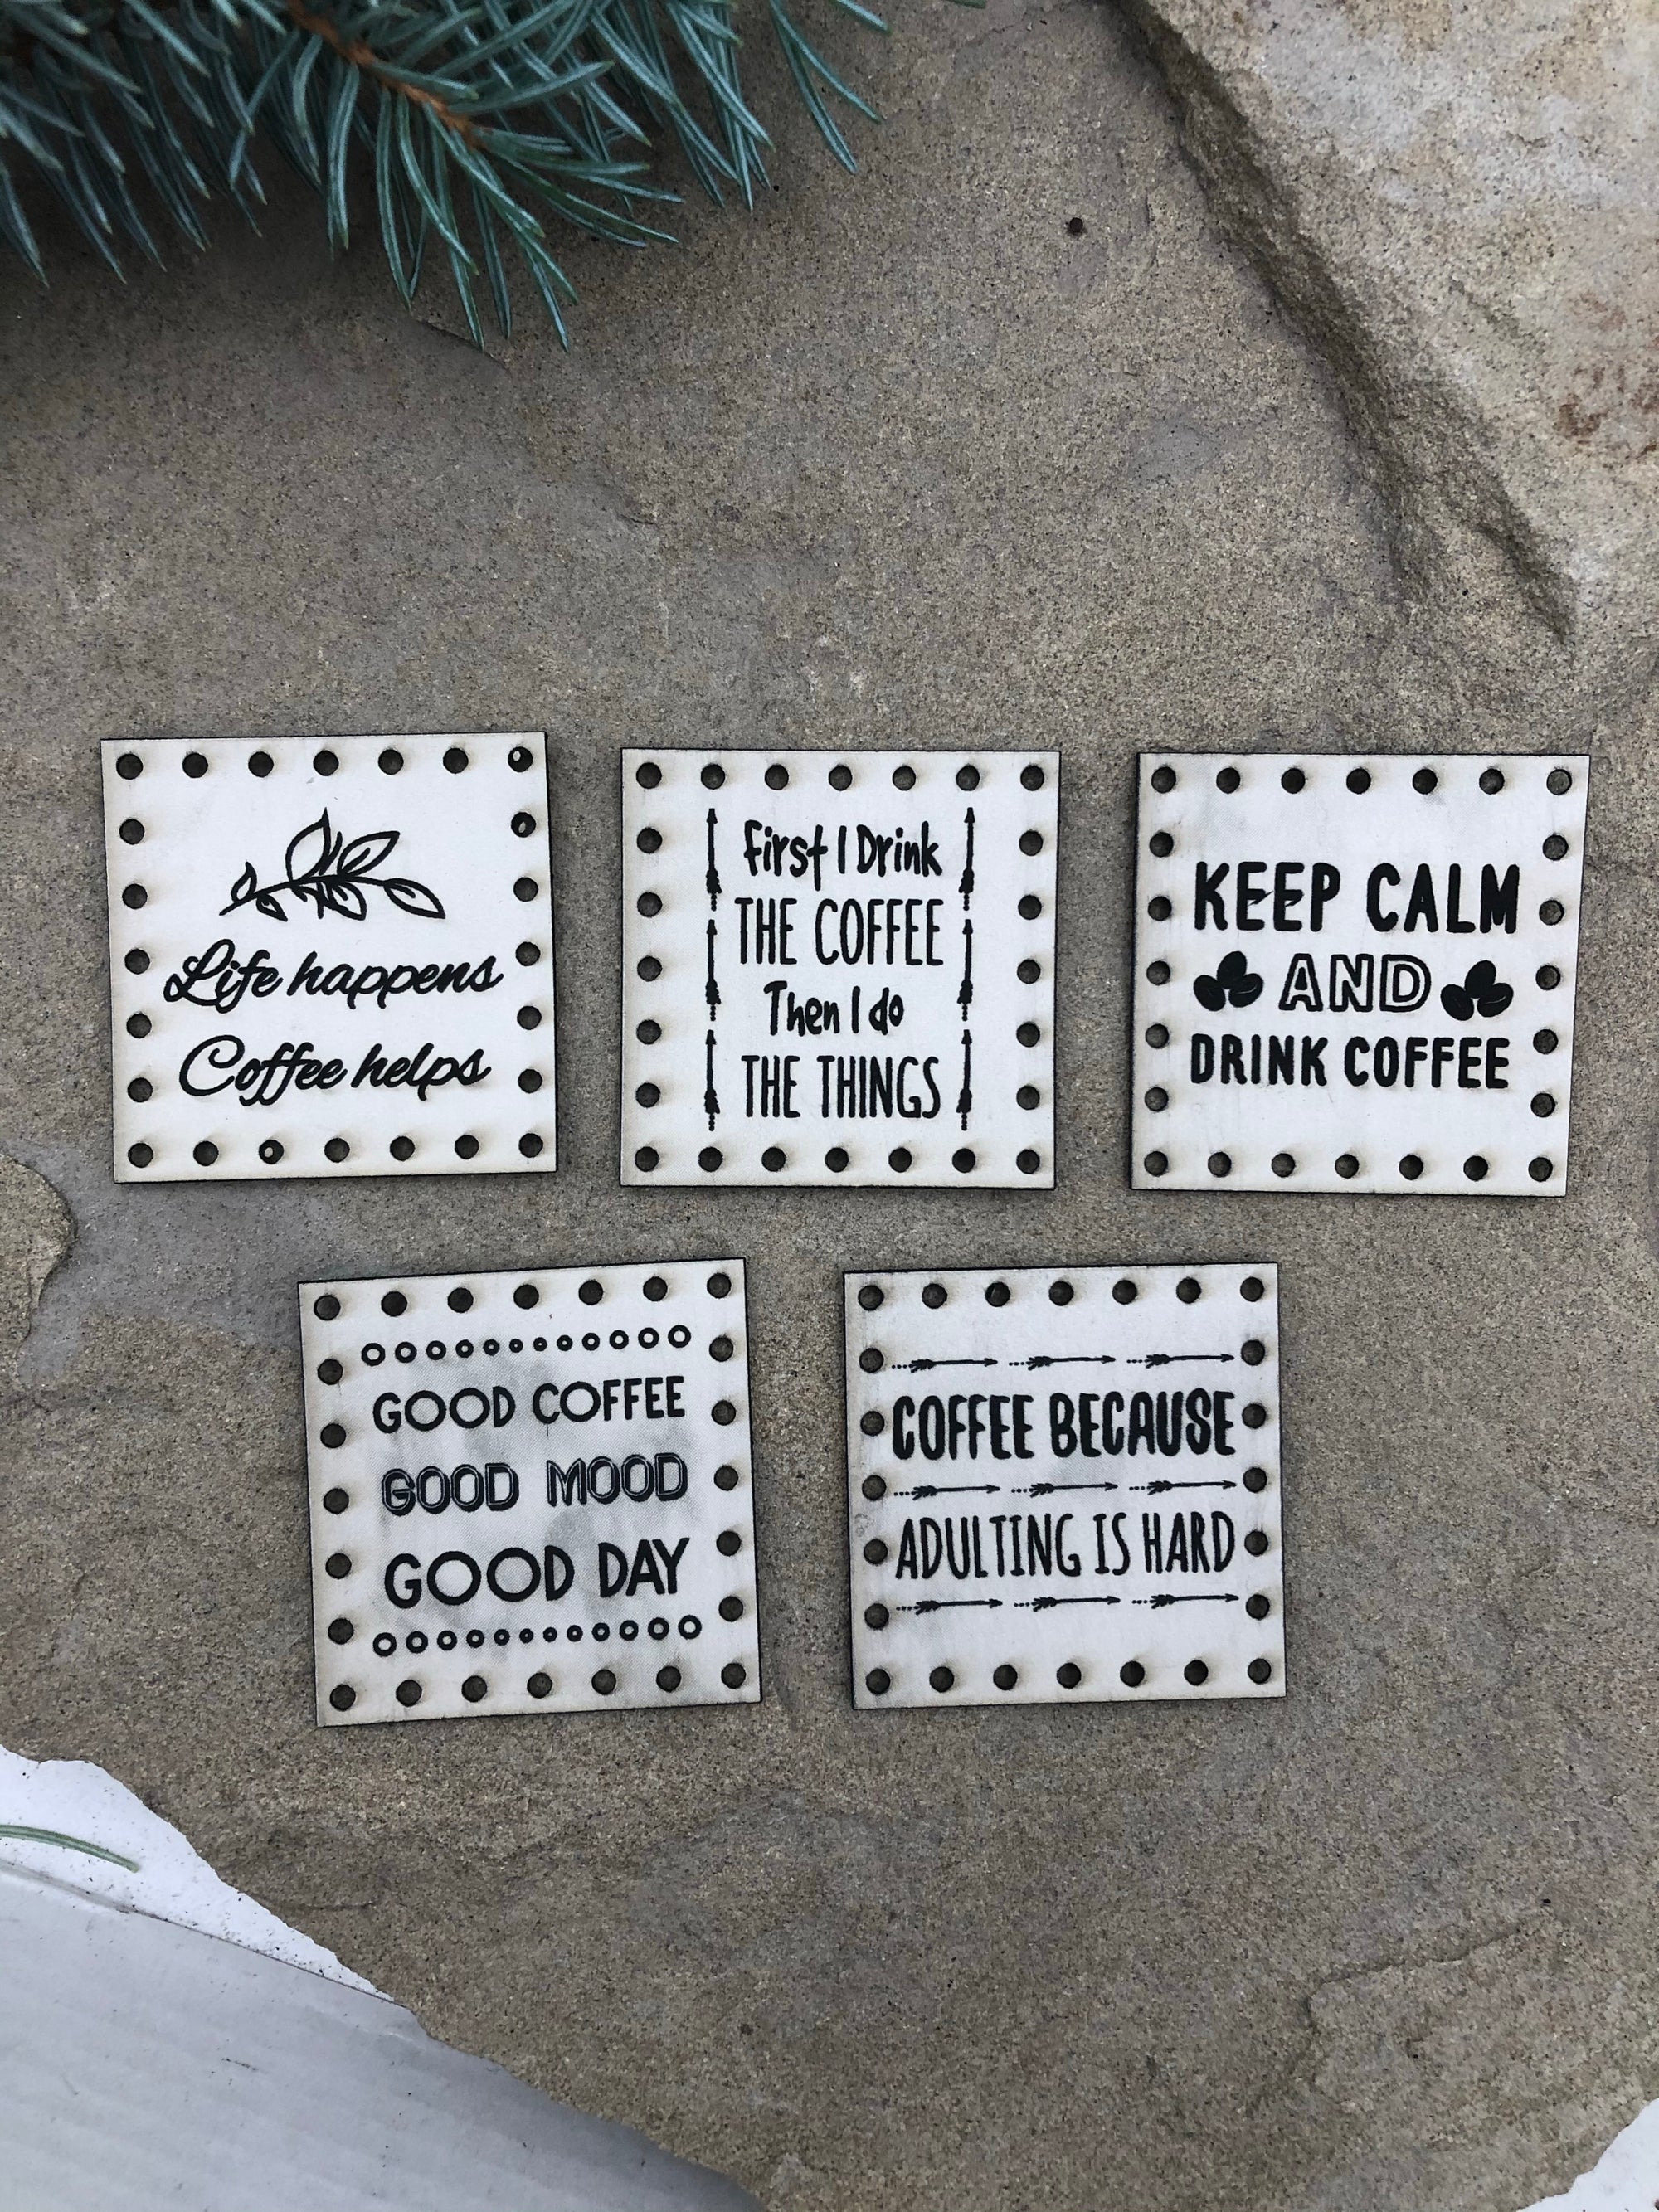 Life happens
Coffee helps
First I Drink
THE COFFEE
Then I do
THE THINGS
KEEP CALM
AND
DRINK COFFEE
GOOD COFFEE
GOOD MOOD
GOOD DAY
COFFEE BECAUSE
ADULTING IS HARD